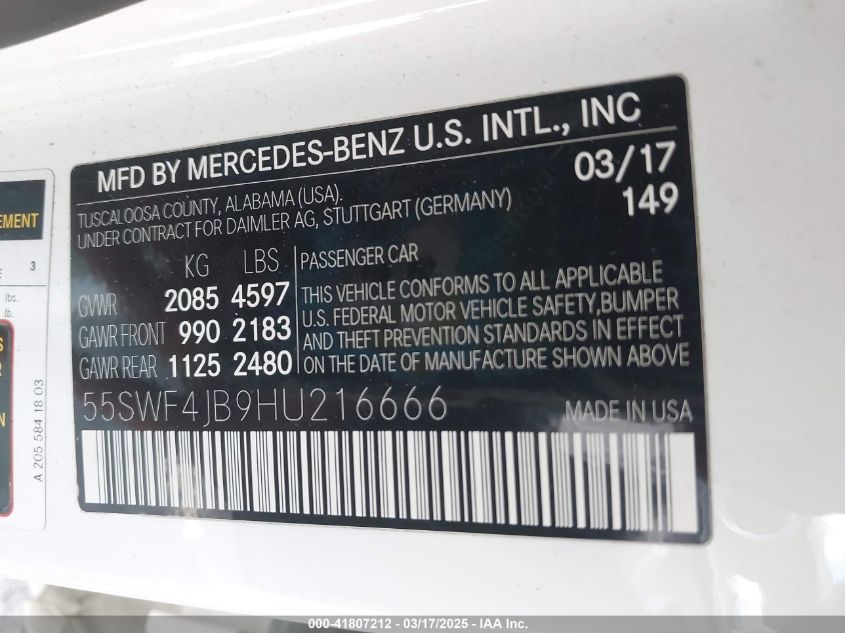 MFD BY MERCEDES-BENZ U.S. INTL., INC
TUSCALOOSA COUNTY, ALABAMA (USA). 03/17
UNDER CONTRACT FOR DAIMLER AG, STUTTGART (GERMANY) 149
KG LBS PASSENGER CAR
GVWR 2085 4597 THIS VEHICLE CONFORMS TO ALL APPLICABLE
U.S. FEDERAL MOTOR VEHICLE SAFETY,BUMPER
GAWR FRONT 990 2183 AND THEFT PREVENTION STANDARDS IN EFFECT
GAWR REAR 1125 2480 ON THE DATE OF MANUFACTURE SHOWN ABOVE
55SWF4JB9HU216666 MADE IN USA
EMENT
3
lbs.
lb.
A 205 584 18 03
000-41807212 - 03/17/2025 - IAA Inc.